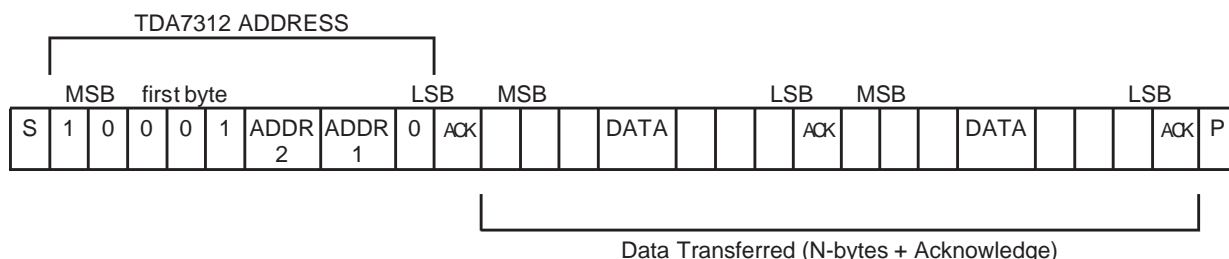 TDA7312 ADDRESS
MSB first byte LSB MSB LSB MSB LSB
S 1 0 0 0 1 ADDR ADDR 0 ACK DATA ACK DATA ACK P
2 1
Data Transferred (N-bytes + Acknowledge)